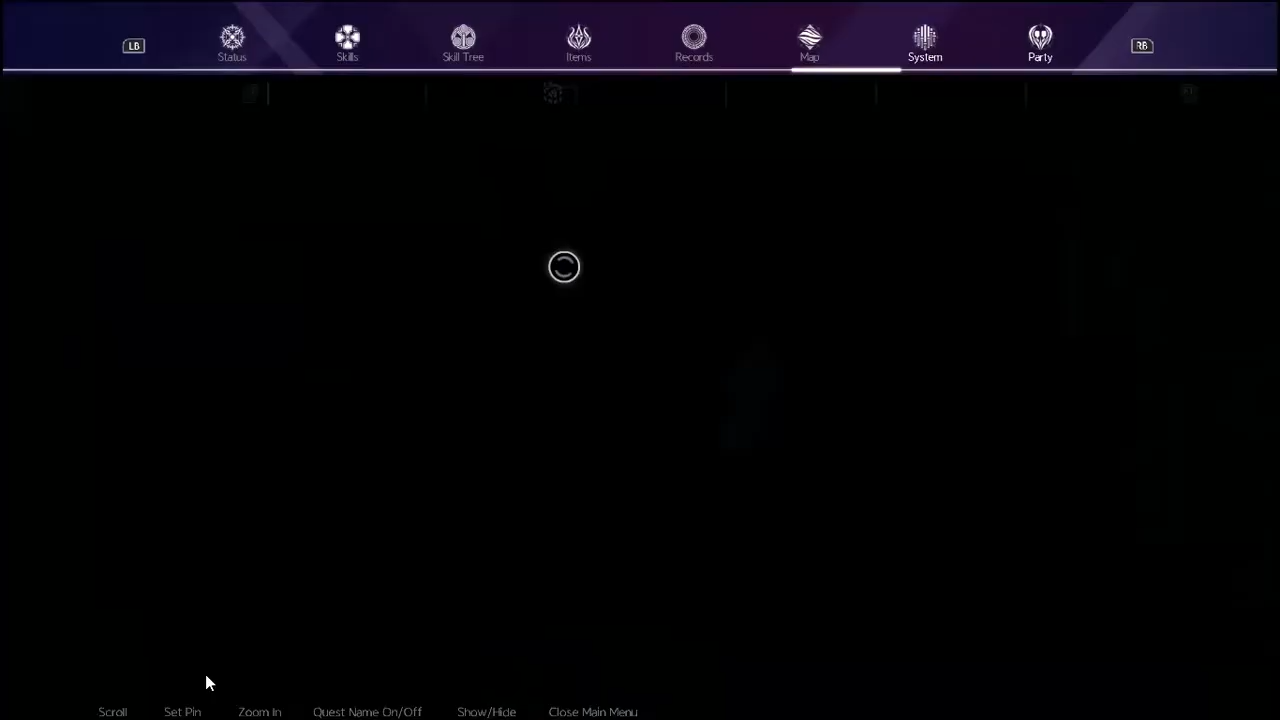 LB Status Skills Skill Tree Items Records Map System Party RB
Scroll Set Pin Zoom In Quest Name On/Off Show/Hide Close Main Menu